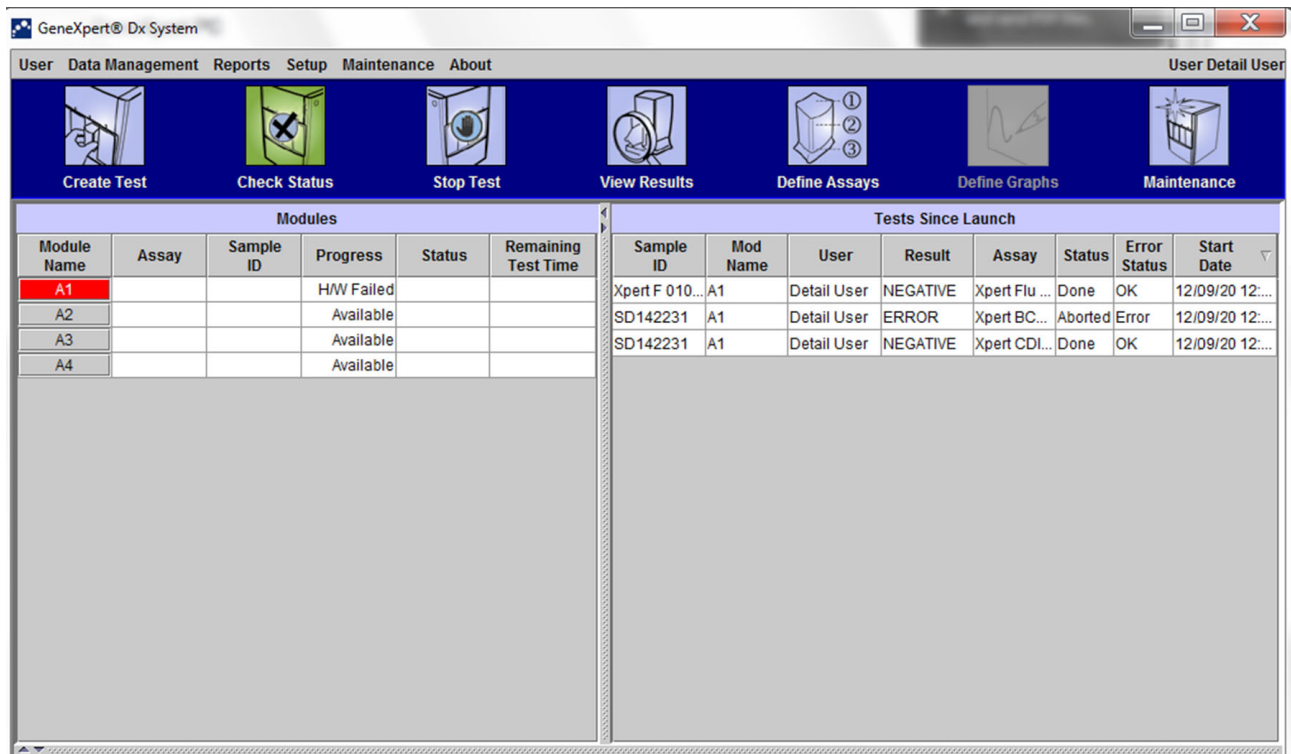 GeneXpert® Dx System
User Data Management Reports Setup Maintenance About User Detail User
Create Test Check Status Stop Test View Results Define Assays Define Graphs Maintenance
① ② ③
Modules
Module Name Assay Sample ID Progress Status Remaining Test Time
A1 H/W Failed
A2 Available
A3 Available
A4 Available
Tests Since Launch
Sample ID Mod Name User Result Assay Status Error Status Start Date
Xpert F 010... A1 Detail User NEGATIVE Xpert Flu ... Done OK 12/09/20 12:...
SD142231 A1 Detail User ERROR Xpert BC... Aborted Error 12/09/20 12:...
SD142231 A1 Detail User NEGATIVE Xpert CDI... Done OK 12/09/20 12:...